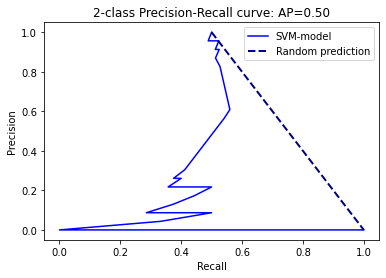 2-class Precision-Recall curve: AP=0.50
SVM-model
Random prediction
Precision
1.0
0.8
0.6
0.4
0.2
0.0
0.0 0.2 0.4 0.6 0.8 1.0
Recall